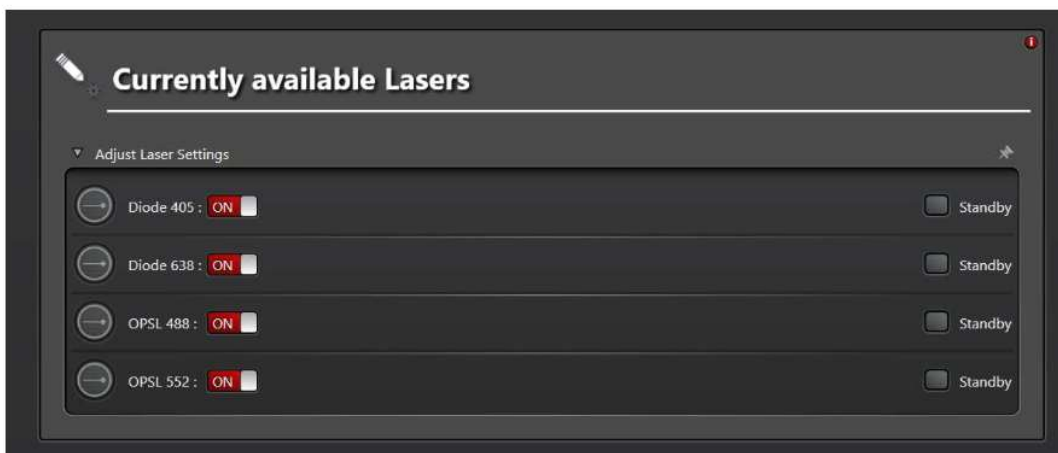 Currently available Lasers
Adjust Laser Settings
Diode 405 : ON Standby
Diode 638 : ON Standby
OPSL 488 : ON Standby
OPSL 552 : ON Standby